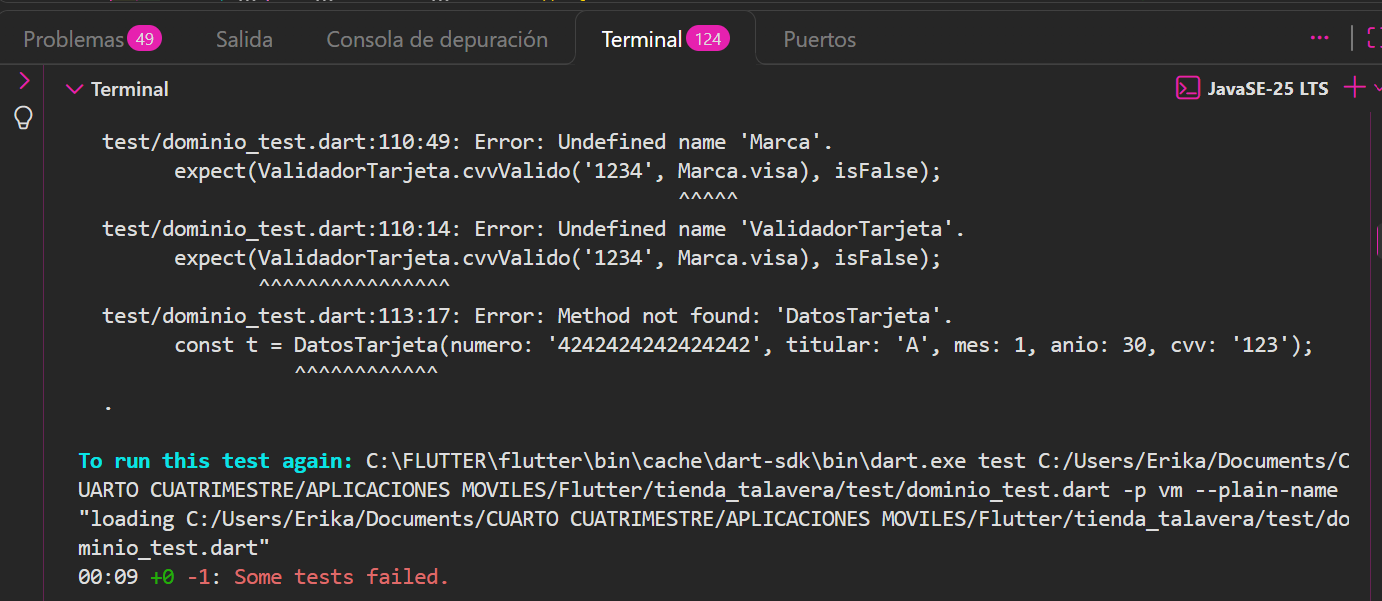 Problemas 49 Salida Consola de depuración Terminal 124 Puertos
Terminal JavaSE-25 LTS
test/dominio_test.dart:110:49: Error: Undefined name 'Marca'.
expect(ValidadorTarjeta.cvvValido('1234', Marca.visa), isFalse);
^^^^^
test/dominio_test.dart:110:14: Error: Undefined name 'ValidadorTarjeta'.
expect(ValidadorTarjeta.cvvValido('1234', Marca.visa), isFalse);
^^^^^^^^^^^^^^^^
test/dominio_test.dart:113:17: Error: Method not found: 'DatosTarjeta'.
const t = DatosTarjeta(numero: '4242424242424242', titular: 'A', mes: 1, anio: 30, cvv: '123');
^^^^^^^^^^^^
.
To run this test again: C:\FLUTTER\flutter\bin\cache\dart-sdk\bin\dart.exe test C:/Users/Erika/Documents/C
UARTO CUATRIMESTRE/APLICACIONES MOVILES/Flutter/tienda_talavera/test/dominio_test.dart -p vm --plain-name
"loading C:/Users/Erika/Documents/CUARTO CUATRIMESTRE/APLICACIONES MOVILES/Flutter/tienda_talavera/test/do
minio_test.dart"
00:09 +0 -1: Some tests failed.